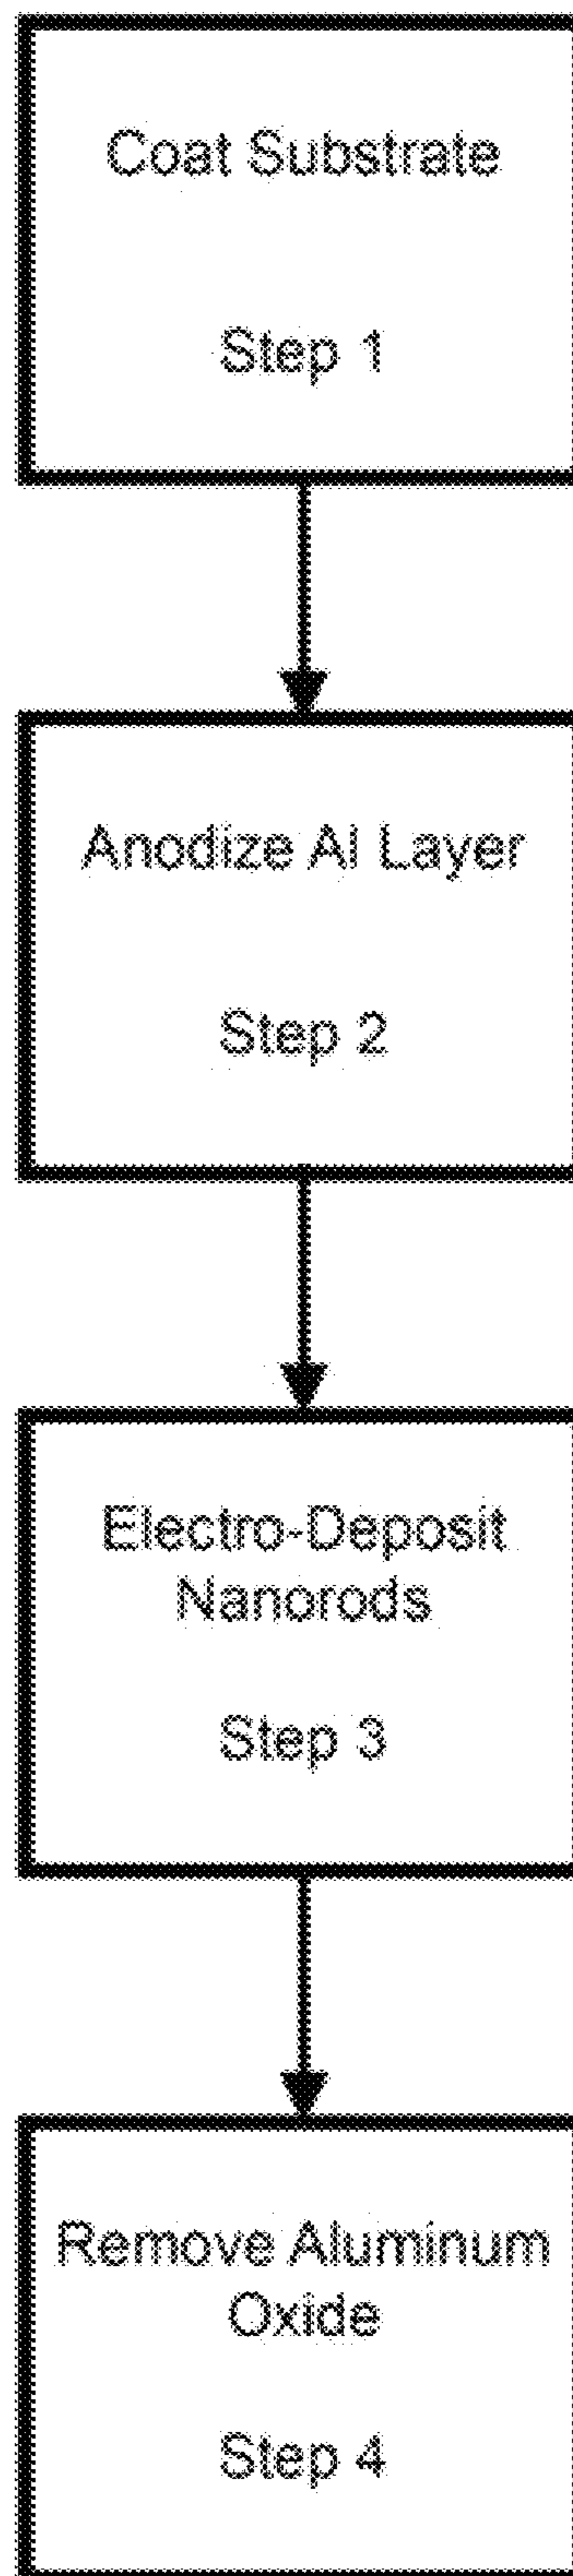 Coat Substrate
Step 1
Anodize Al Layer
Step 2
Electro-Deposit
Nanorods
Step 3
Remove Aluminum
Oxide
Step 4